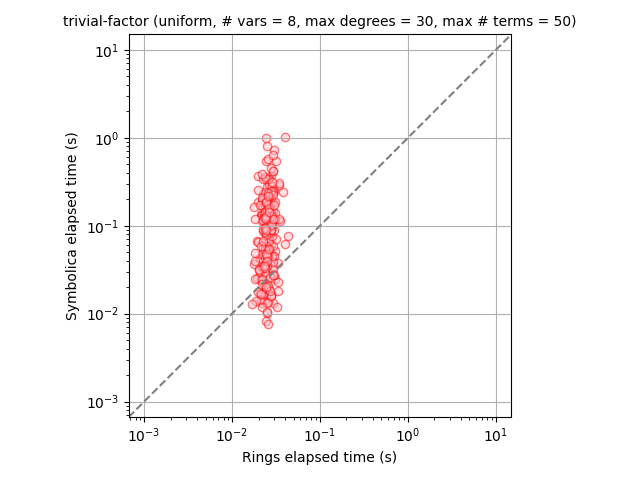 trivial-factor (uniform, # vars = 8, max degrees = 30, max # terms = 50)
10¹
10⁰
10⁻¹
10⁻²
10⁻³
Symbolica elapsed time (s)
10⁻³ 10⁻² 10⁻¹ 10⁰ 10¹
Rings elapsed time (s)